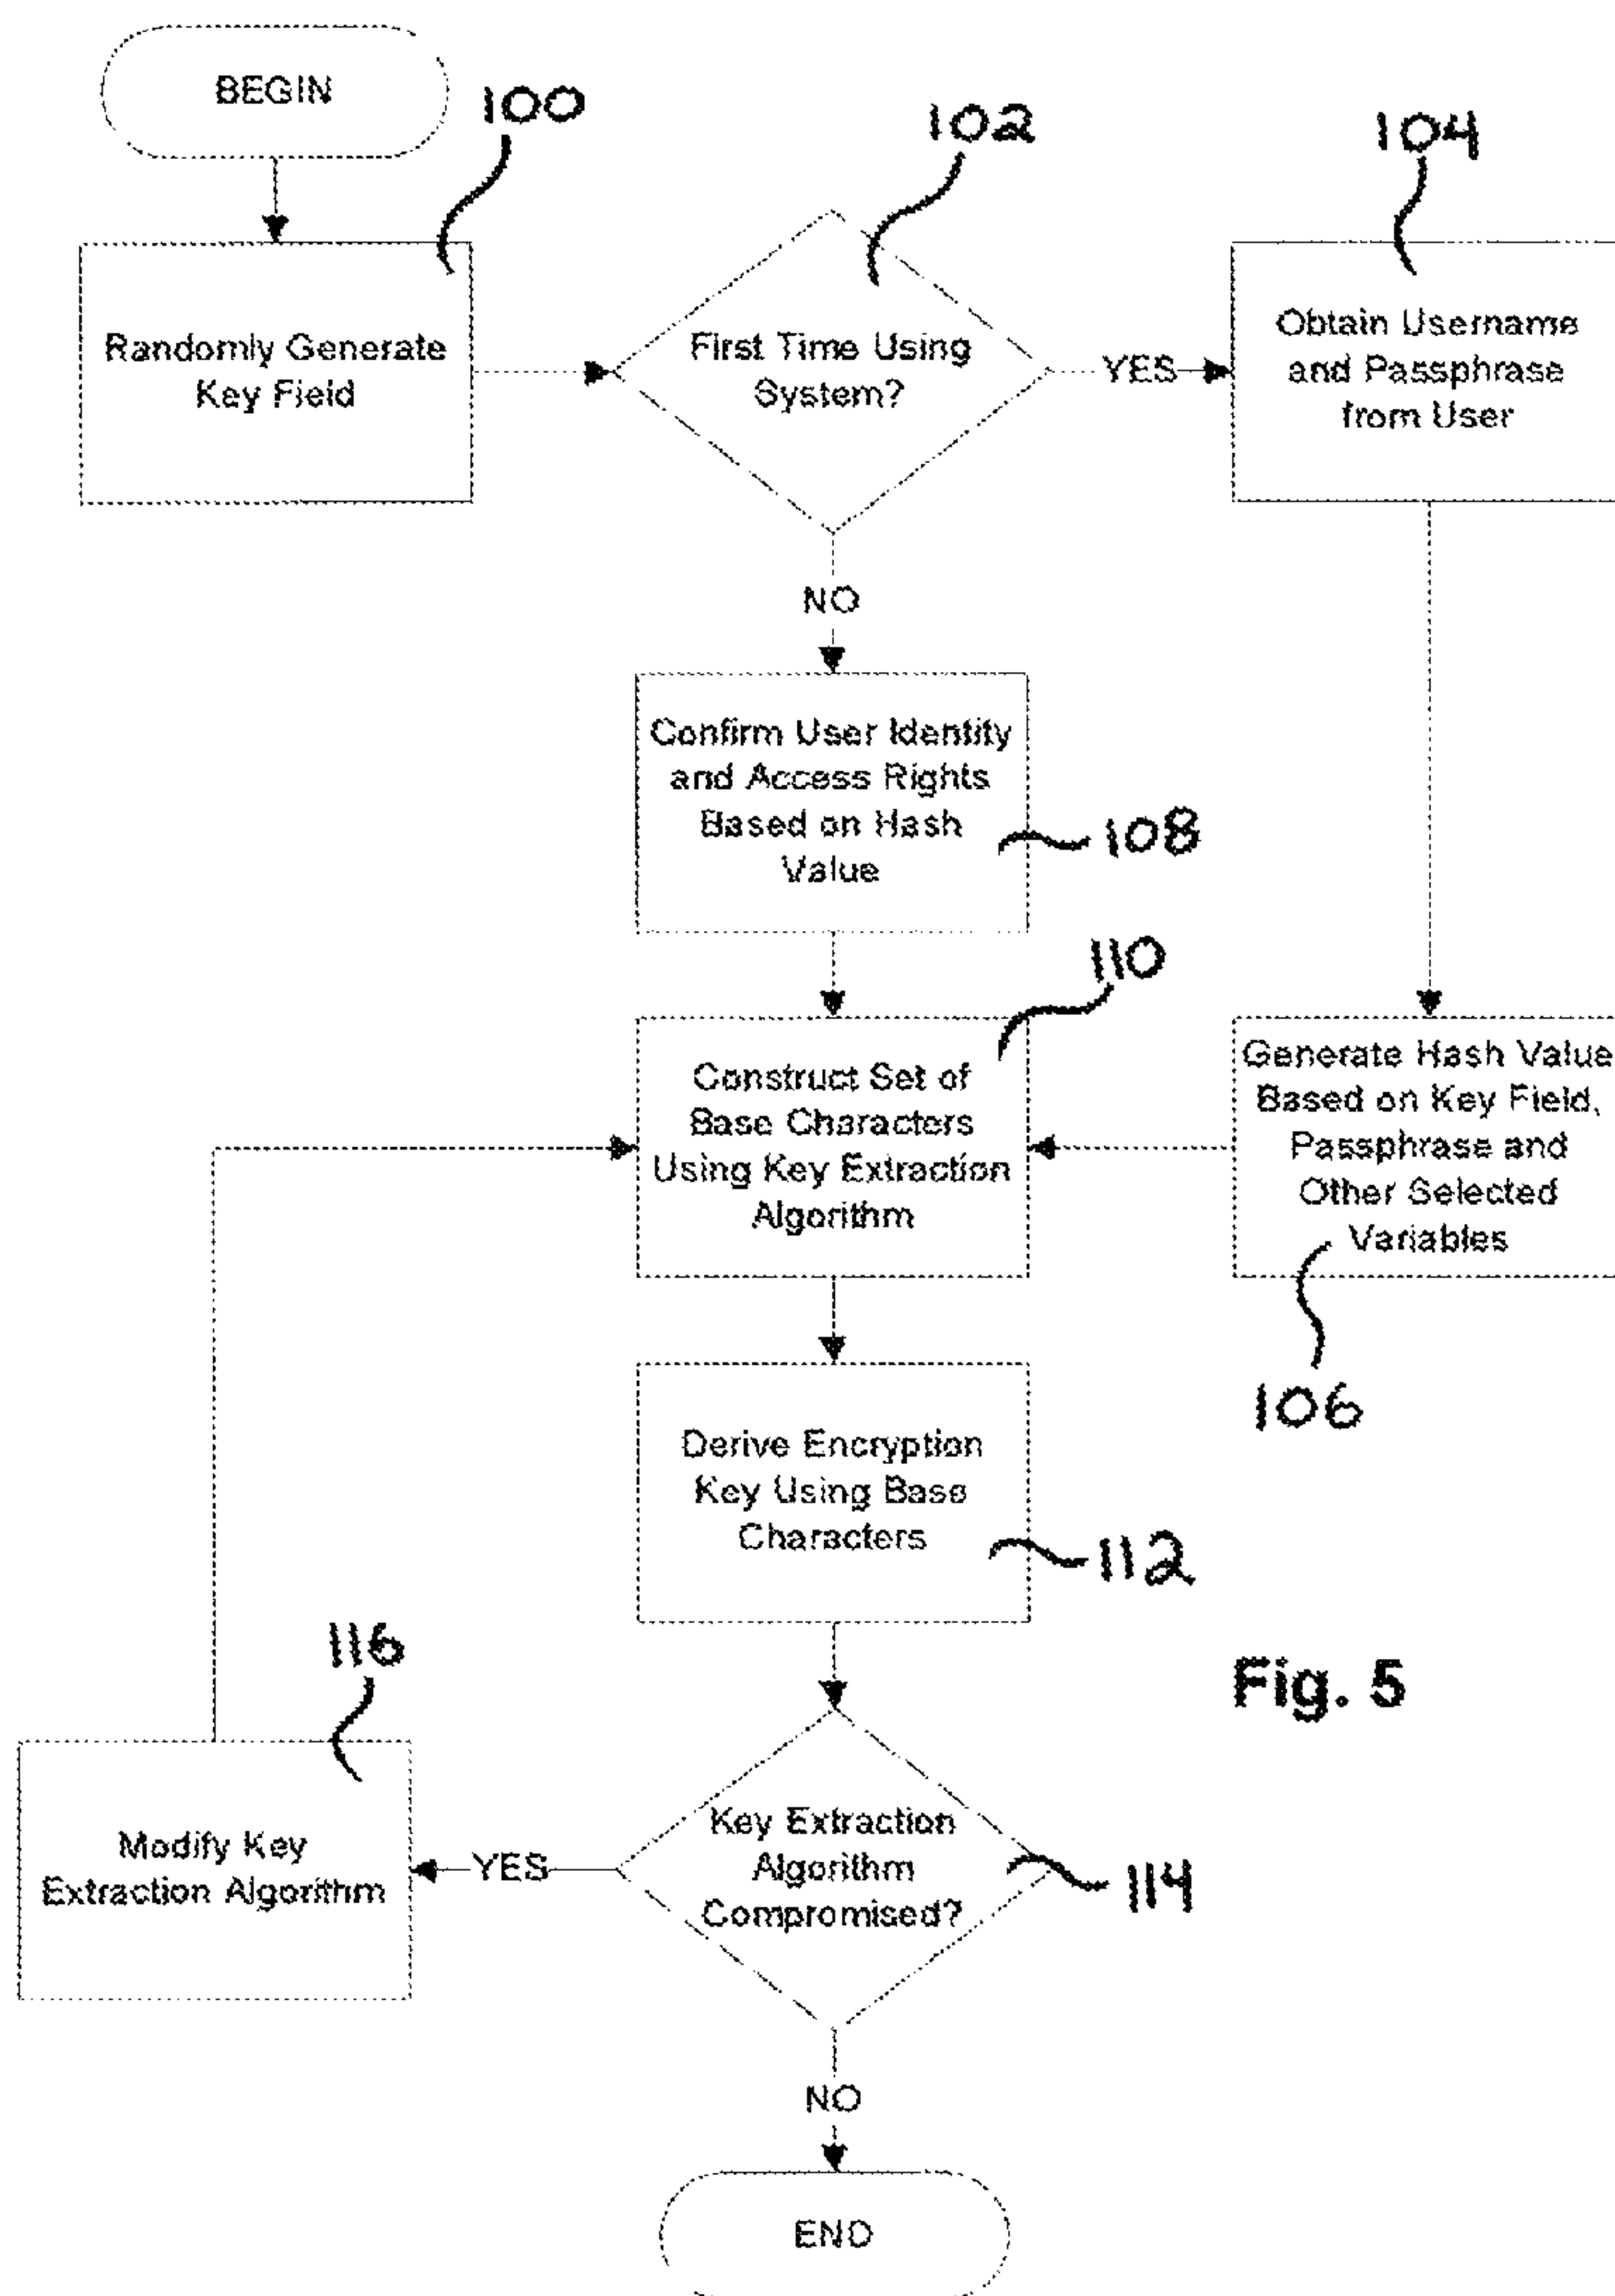 BEGIN
100
102
104
Randomly Generate
Key Field
First Time Using
System?
YES
Obtain Username
and Passphrase
from User
NO
Confirm User Identity
and Access Rights
Based on Hash
Value
108
110
Construct Set of
Base Characters
Using Key Extraction
Algorithm
Generate Hash Value
Based on Key Field,
Passphrase and
Other Selected
Variables
106
Derive Encryption
Key Using Base
Characters
112
116
Fig. 5
Modify Key
Extraction Algorithm
YES
Key Extraction
Algorithm
Compromised?
114
NO
END